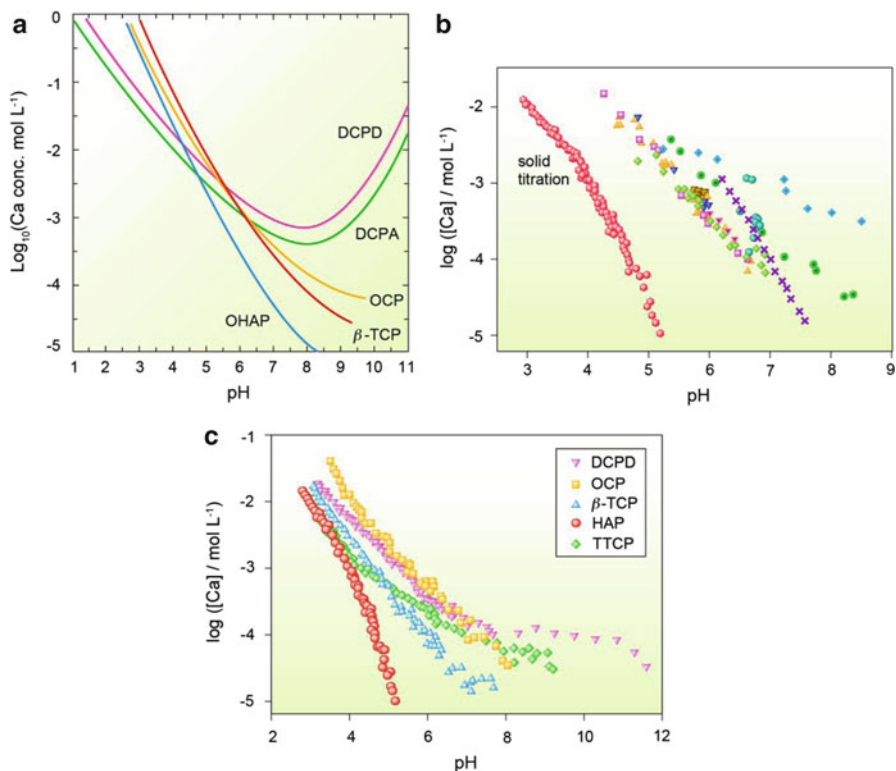 a
Log₁₀(Ca conc. mol L⁻¹)
0
-1
-2
-3
-4
-5
1 2 3 4 5 6 7 8 9 10 11
pH
DCPD
DCPA
OCP
β-TCP
OHAP
b
log ([Ca] / mol L⁻¹)
-2
-3
-4
-5
3 4 5 6 7 8 9
pH
solid
titration
c
log ([Ca] / mol L⁻¹)
-1
-2
-3
-4
-5
2 4 6 8 10 12
pH
DCPD
OCP
β-TCP
HAP
TTCP